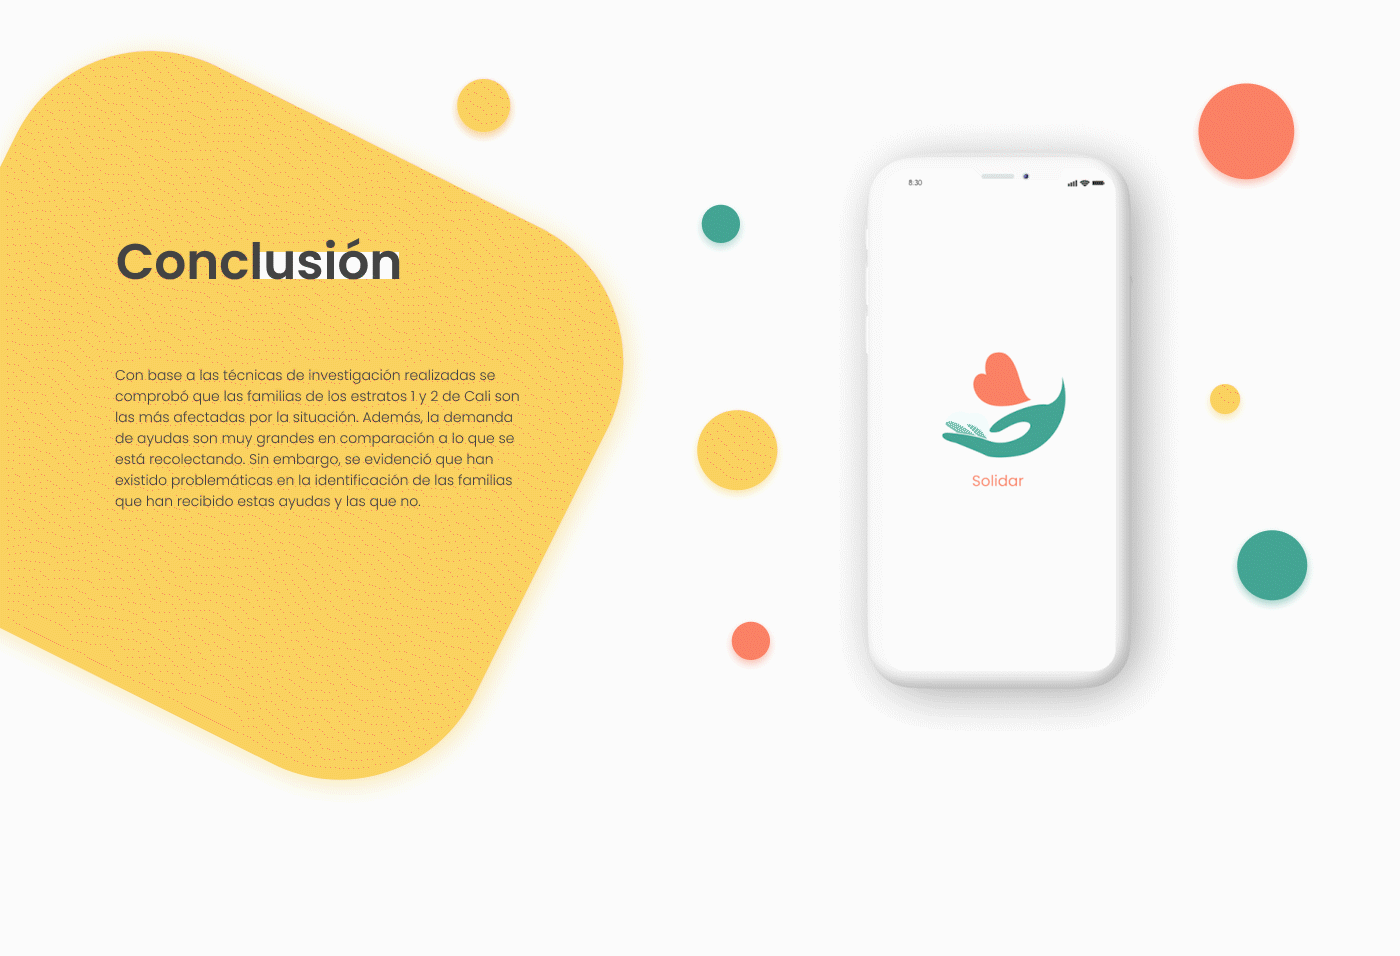 Conclusión
Con base a las técnicas de investigación realizadas se
comprobó que las familias de los estratos 1 y 2 de Cali son
las más afectadas por la situación. Además, la demanda
de ayudas son muy grandes en comparación a lo que se
está recolectando. Sin embargo, se evidenció que han
existido problemáticas en la identificación de las familias
que han recibido estas ayudas y las que no.
8:30
Solidar